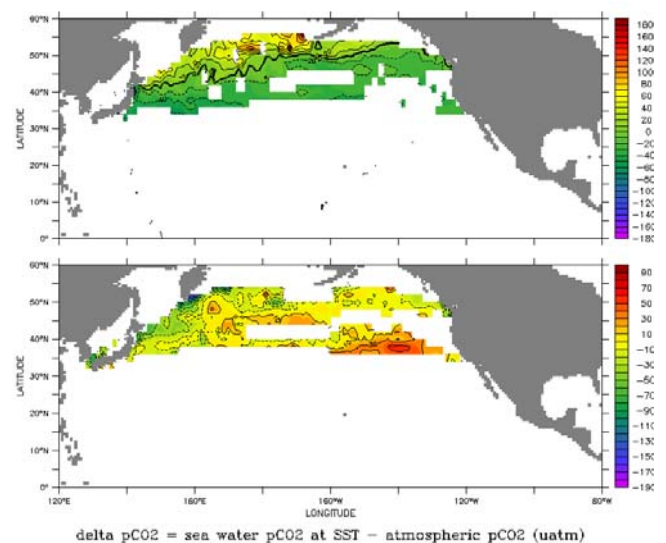 60°N
50°N
40°N
30°N
20°N
10°N
0°
LATITUDE
180
160
140
120
100
80
60
40
20
0
-20
-40
-60
-80
-100
-120
-140
-160
-180
60°N
50°N
40°N
30°N
20°N
10°N
0°
LATITUDE
90
70
50
30
10
-10
-30
-50
-70
-90
-110
-130
-150
-170
-190
120°E 160°E 160°W 120°W 80°W
LONGITUDE
delta pCO2 = sea water pCO2 at SST - atmospheric pCO2 (uatm)